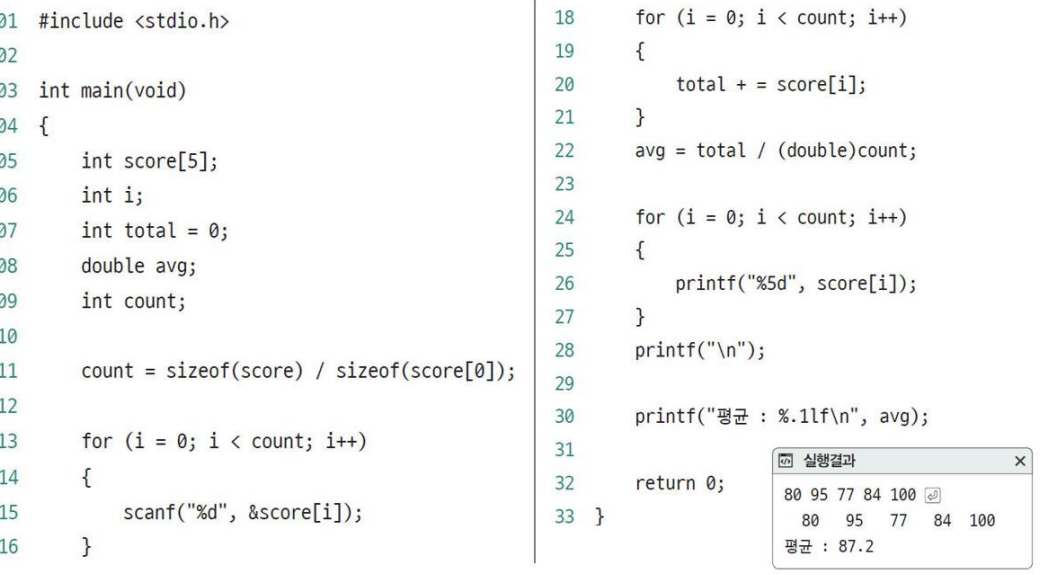 01 #include <stdio.h>
02
03 int main(void)
04 {
05 int score[5];
06 int i;
07 int total = 0;
08 double avg;
09 int count;
10
11 count = sizeof(score) / sizeof(score[0]);
12
13 for (i = 0; i < count; i++)
14 {
15 scanf("%d", &score[i]);
16 }
18 for (i = 0; i < count; i++)
19 {
20 total + = score[i];
21 }
22 avg = total / (double)count;
23
24 for (i = 0; i < count; i++)
25 {
26 printf("%5d", score[i]);
27 }
28 printf("\n");
29
30 printf("평균 : %.1lf\n", avg);
31
32 return 0;
33 }
실행결과
80 95 77 84 100
80 95 77 84 100
평균 : 87.2